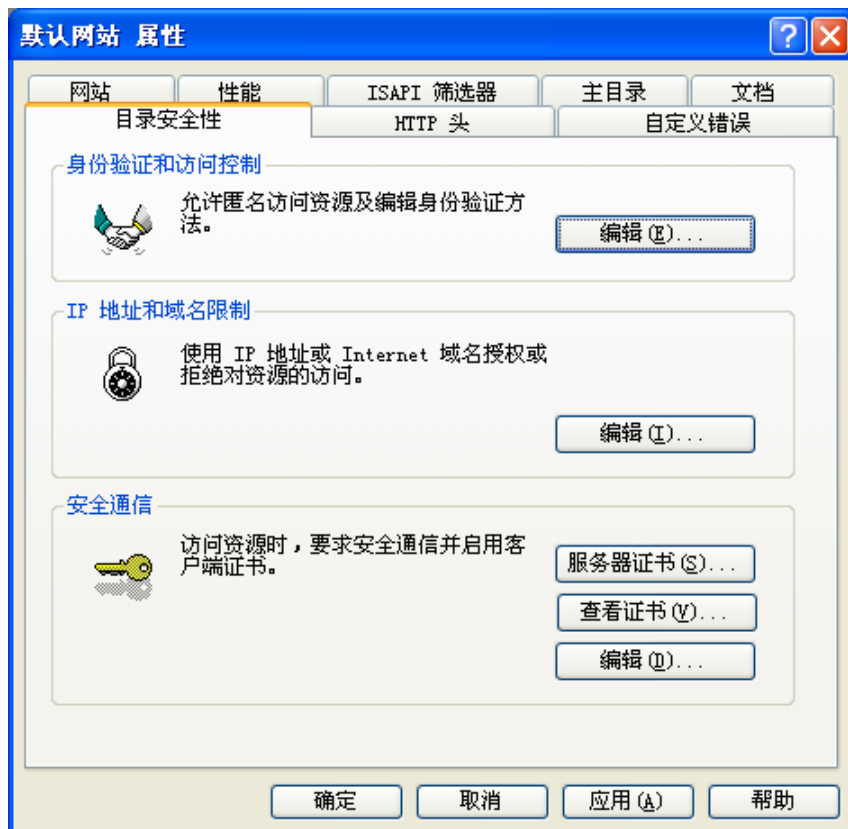 默认网站 属性
网站 性能 ISAPI 筛选器 主目录 文档
目录安全性 HTTP 头 自定义错误
身份验证和访问控制
允许匿名访问资源及编辑身份验证方
法。
编辑(E)...
IP 地址和域名限制
使用 IP 地址或 Internet 域名授权或
拒绝对资源的访问。
编辑(I)...
安全通信
访问资源时，要求安全通信并启用客
户端证书。
服务器证书(S)...
查看证书(V)...
编辑(D)...
确定 取消 应用(A) 帮助